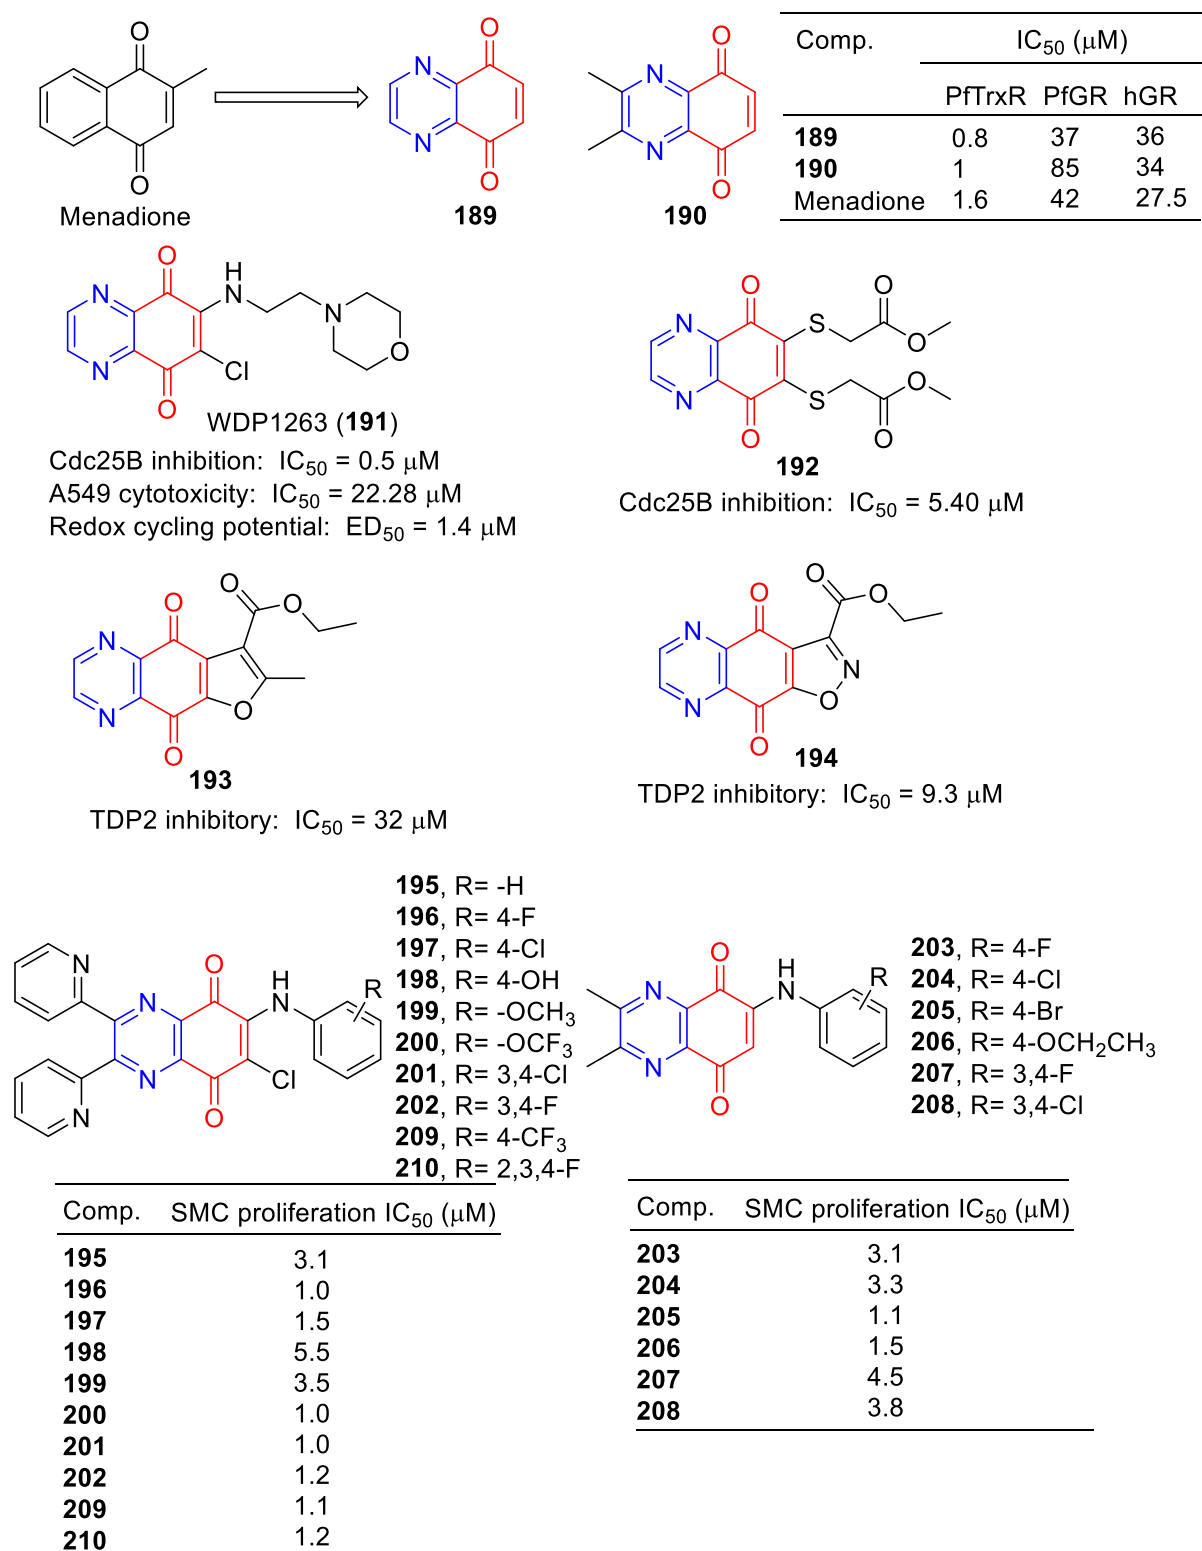 Comp. IC50 (μM)
PfTrxR PfGR hGR
189 0.8 37 36
190 1 85 34
Menadione 1.6 42 27.5
O
O
Menadione
O
N
N
O
189
O
N
N
O
190
O
H
N
N
N
N
O
Cl
O
WDP1263 (191)
Cdc25B inhibition: IC50 = 0.5 μM
A549 cytotoxicity: IC50 = 22.28 μM
Redox cycling potential: ED50 = 1.4 μM
O
O
N
S
O
N
S
O
O
O
192
Cdc25B inhibition: IC50 = 5.40 μM
O
O
O
N
N
O
O
193
TDP2 inhibitory: IC50 = 32 μM
O
O
O
N
N
N
O
O
194
TDP2 inhibitory: IC50 = 9.3 μM
N
O
H
N
R
N
N
Cl
O
N
195, R= -H
196, R= 4-F
197, R= 4-Cl
198, R= 4-OH
199, R= -OCH3
200, R= -OCF3
201, R= 3,4-Cl
202, R= 3,4-F
209, R= 4-CF3
210, R= 2,3,4-F
O
H
N
R
N
N
O
203, R= 4-F
204, R= 4-Cl
205, R= 4-Br
206, R= 4-OCH2CH3
207, R= 3,4-F
208, R= 3,4-Cl
Comp. SMC proliferation IC50 (μM)
195 3.1
196 1.0
197 1.5
198 5.5
199 3.5
200 1.0
201 1.0
202 1.2
209 1.1
210 1.2
Comp. SMC proliferation IC50 (μM)
203 3.1
204 3.3
205 1.1
206 1.5
207 4.5
208 3.8